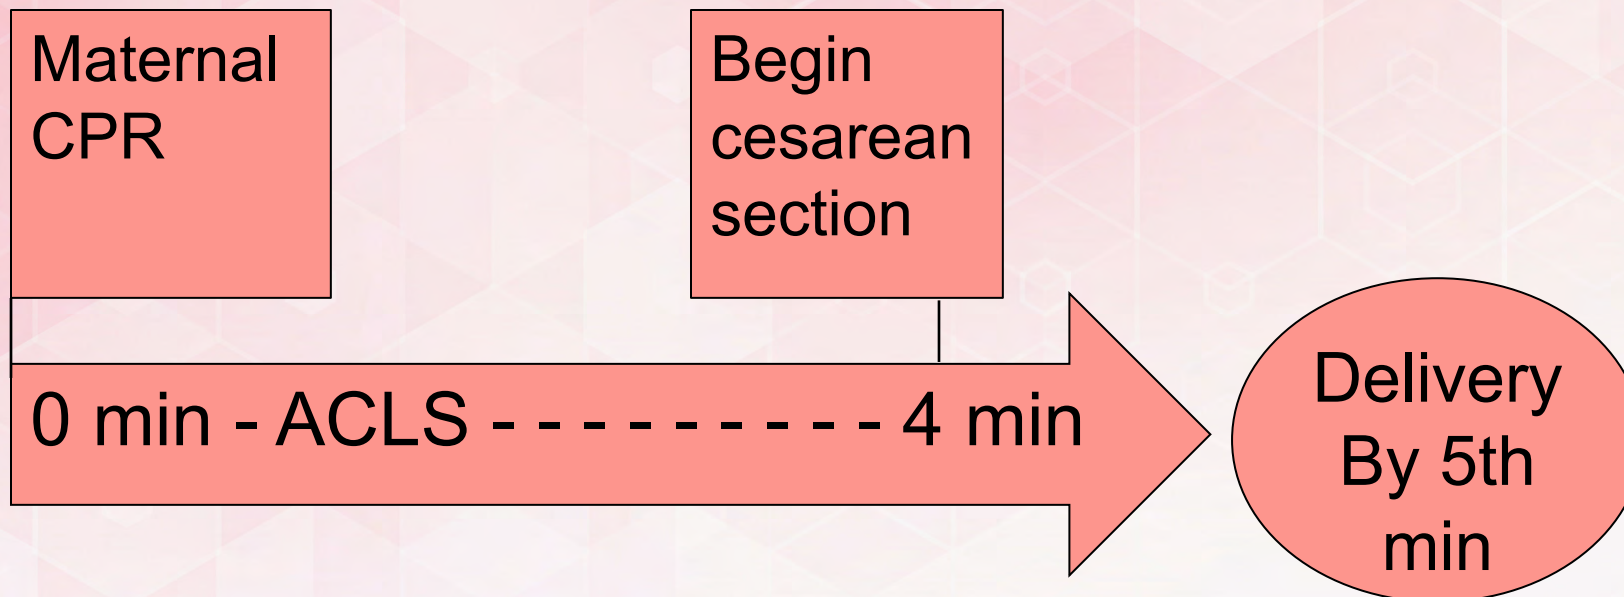 Maternal
CPR
Begin
cesarean
section
0 min - ACLS - - - - - - - - - 4 min
Delivery
By 5th
min